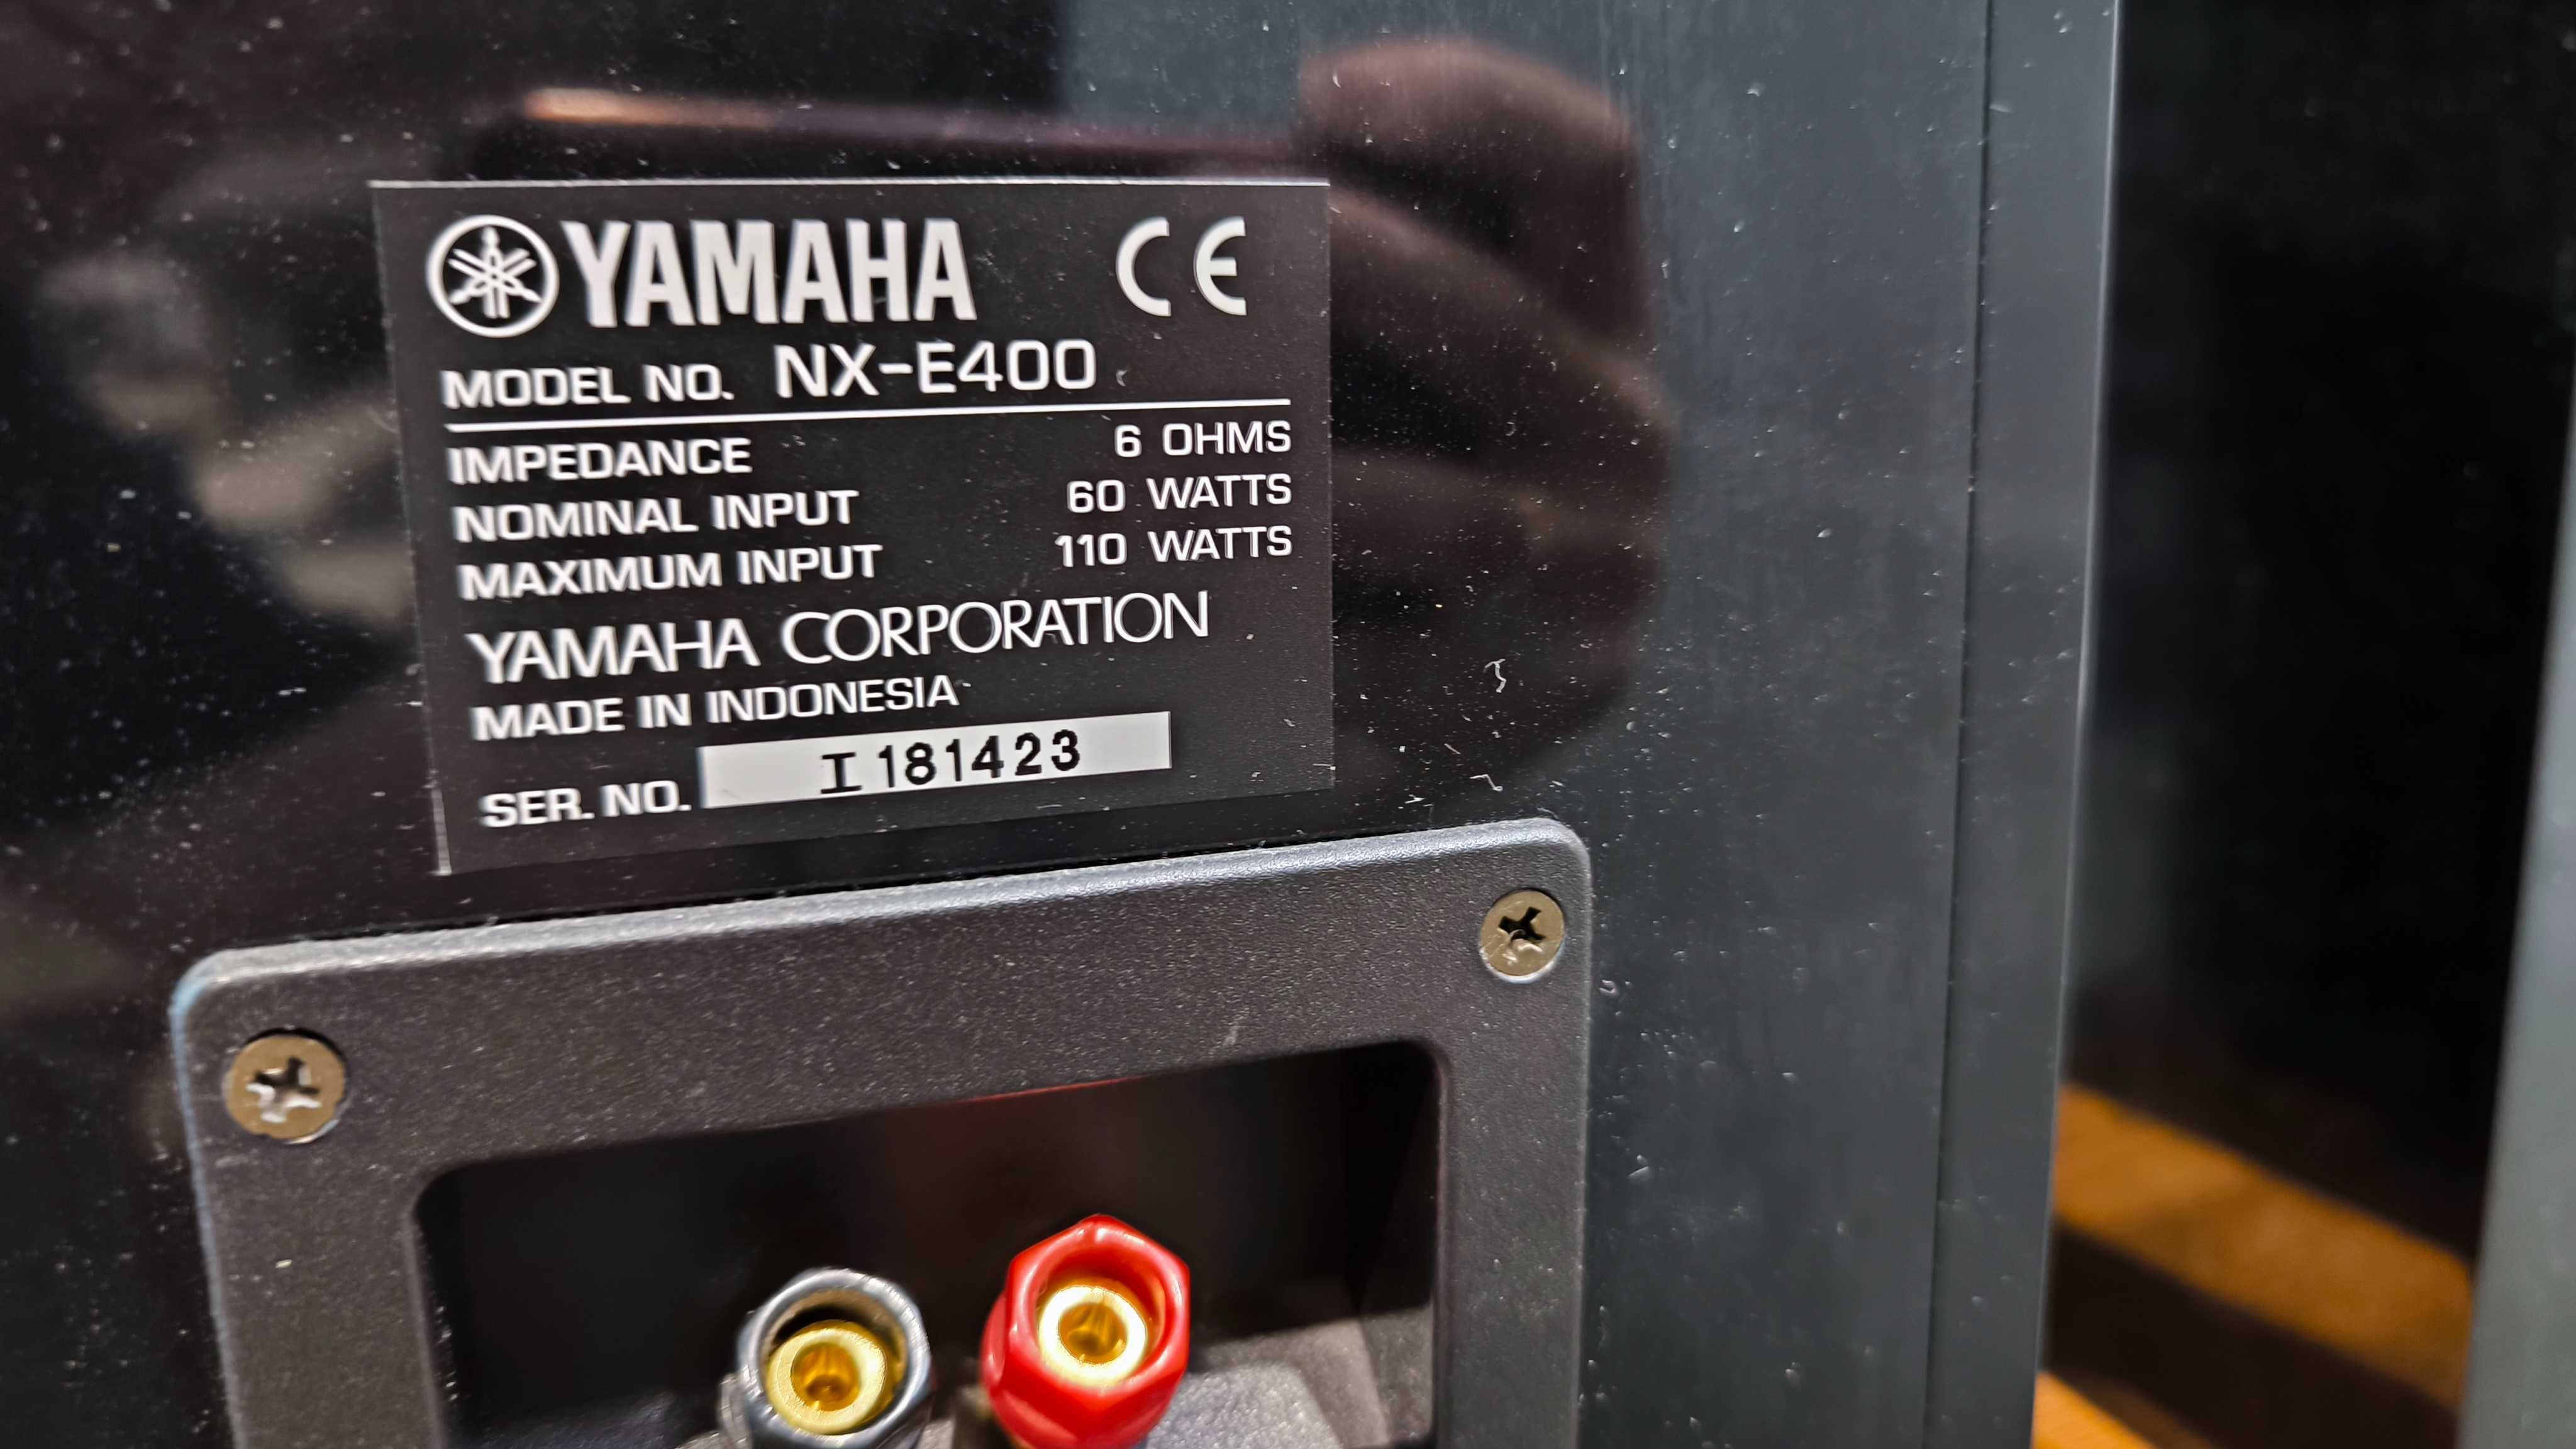 YAMAHA CE
MODEL NO. NX-E400
IMPEDANCE 6 OHMS
NOMINAL INPUT 60 WATTS
MAXIMUM INPUT 110 WATTS
YAMAHA CORPORATION
MADE IN INDONESIA
SER. NO. I181423